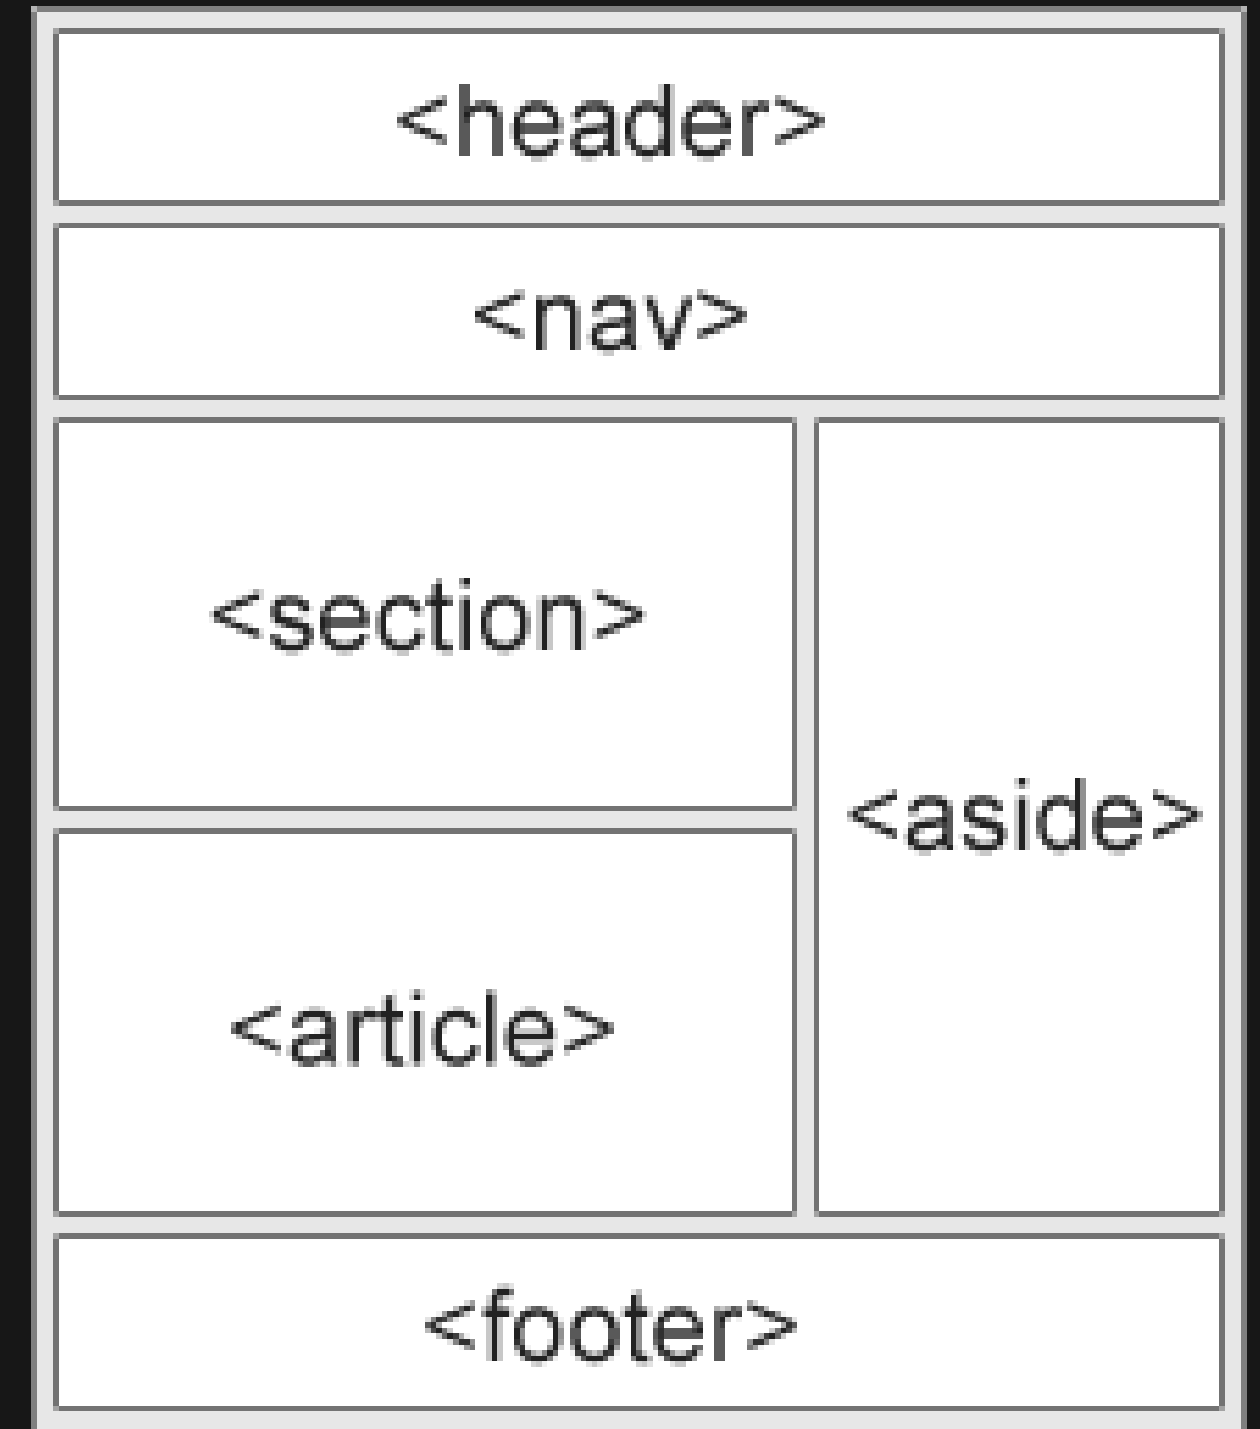 <header>
<nav>
<section>
<article>
<aside>
<footer>